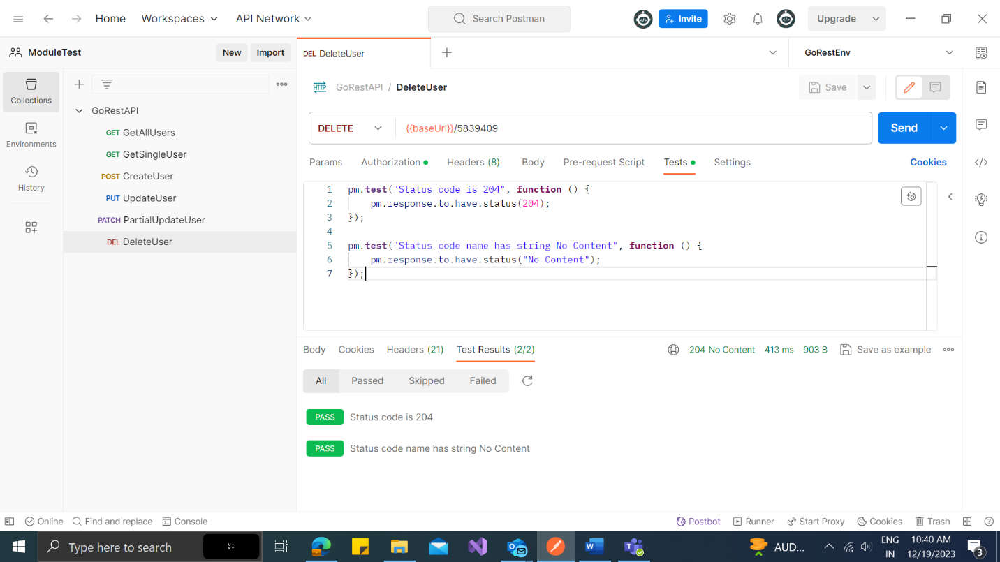 Home Workspaces API Network Search Postman Invite Upgrade
ModuleTest New Import DEL DeleteUser GoRestEnv
Collections
Environments
History
GoRestAPI
GET GetAllUsers
GET GetSingleUser
POST CreateUser
PUT UpdateUser
PATCH PartialUpdateUser
DEL DeleteUser
HTTP GoRestAPI / DeleteUser Save
DELETE {{baseUrl}}/5839409 Send
Params Authorization Headers (8) Body Pre-request Script Tests Settings Cookies
1 pm.test("Status code is 204", function () {
2 pm.response.to.have.status(204);
3 });
4
5 pm.test("Status code name has string No Content", function () {
6 pm.response.to.have.status("No Content");
7 });
Body Cookies Headers (21) Test Results (2/2) 204 No Content 413 ms 903 B Save as example
All Passed Skipped Failed
PASS Status code is 204
PASS Status code name has string No Content
Online Find and replace Console Postbot Runner Start Proxy Cookies Trash
Type here to search AUD... ENG 10:40 AM
IN 12/19/2023 3